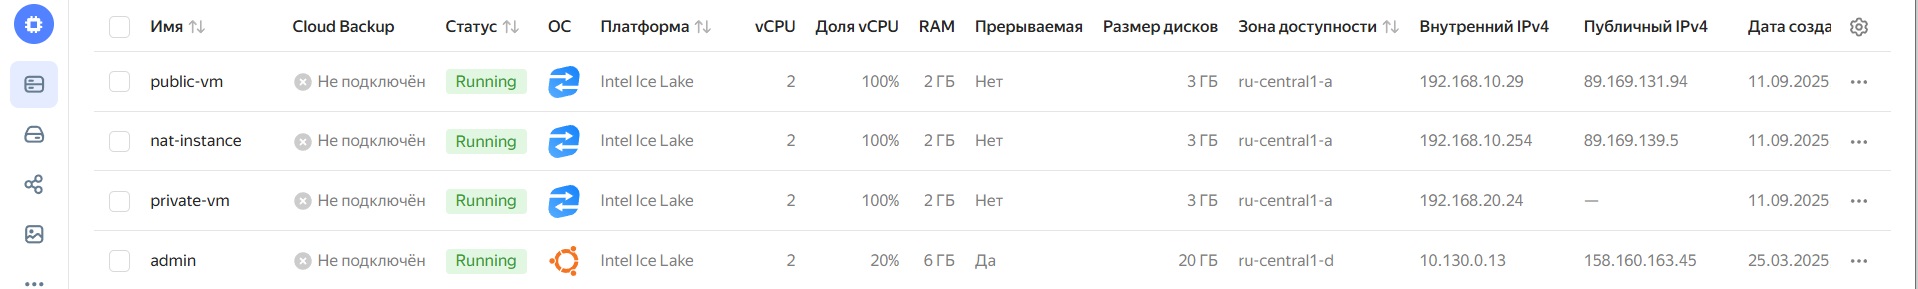 Имя Cloud Backup Статус ОС Платформа vCPU Доля vCPU RAM Прерываемая Размер дисков Зона доступности Внутренний IPv4 Публичный IPv4 Дата созда
public-vm Не подключён Running Intel Ice Lake 2 100% 2 ГБ Нет 3 ГБ ru-central1-a 192.168.10.29 89.169.131.94 11.09.2025
nat-instance Не подключён Running Intel Ice Lake 2 100% 2 ГБ Нет 3 ГБ ru-central1-a 192.168.10.254 89.169.139.5 11.09.2025
private-vm Не подключён Running Intel Ice Lake 2 100% 2 ГБ Нет 3 ГБ ru-central1-a 192.168.20.24 — 11.09.2025
admin Не подключён Running Intel Ice Lake 2 20% 6 ГБ Да 20 ГБ ru-central1-d 10.130.0.13 158.160.163.45 25.03.2025